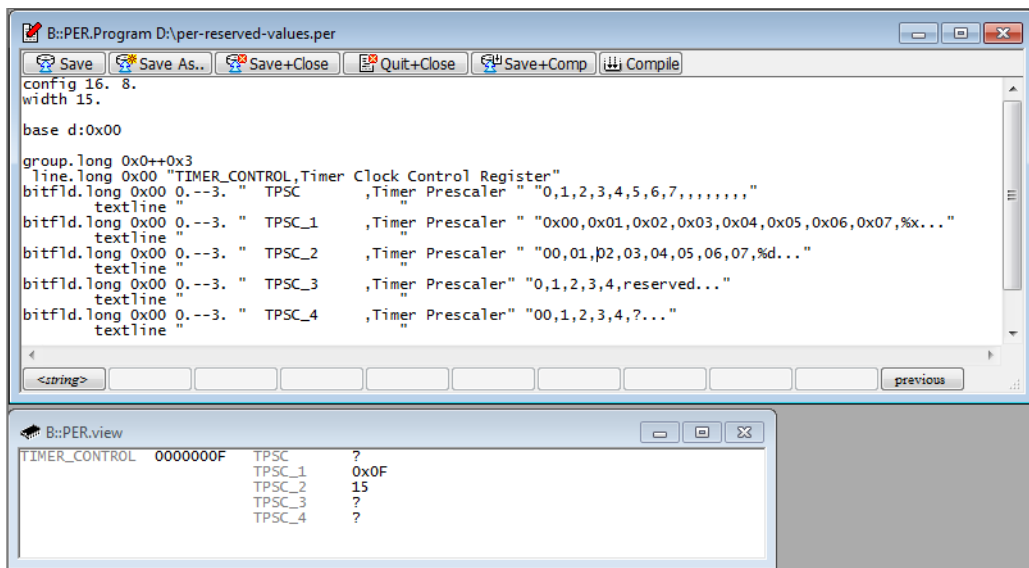 B::PER.Program D:\per-reserved-values.per
Save Save As.. Save+Close Quit+Close Save+Comp Compile
config 16. 8.
width 15.
base d:0x00
group.long 0x0++0x3
line.long 0x00 "TIMER_CONTROL,Timer Clock Control Register"
bitfld.long 0x00 0.--3. " TPSC ,Timer Prescaler " "0,1,2,3,4,5,6,7,,,,,,,,"
textline " "
bitfld.long 0x00 0.--3. " TPSC_1 ,Timer Prescaler " "0x00,0x01,0x02,0x03,0x04,0x05,0x06,0x07,%x..."
textline " "
bitfld.long 0x00 0.--3. " TPSC_2 ,Timer Prescaler " "00,01,02,03,04,05,06,07,%d..."
textline " "
bitfld.long 0x00 0.--3. " TPSC_3 ,Timer Prescaler" "0,1,2,3,4,reserved..."
textline " "
bitfld.long 0x00 0.--3. " TPSC_4 ,Timer Prescaler" "00,1,2,3,4,?..."
textline " "
<string> previous
B::PER.view
TIMER_CONTROL 0000000F TPSC ?
TPSC_1 0x0F
TPSC_2 15
TPSC_3 ?
TPSC_4 ?